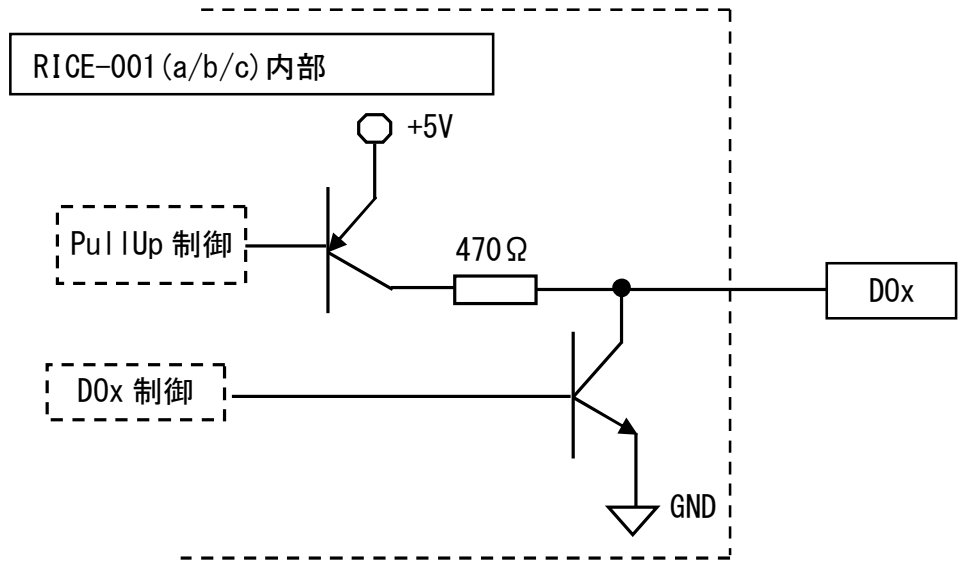 RICE-001(a/b/c)内部
+5V
PullUp 制御
470Ω
DOx
DOx 制御
GND